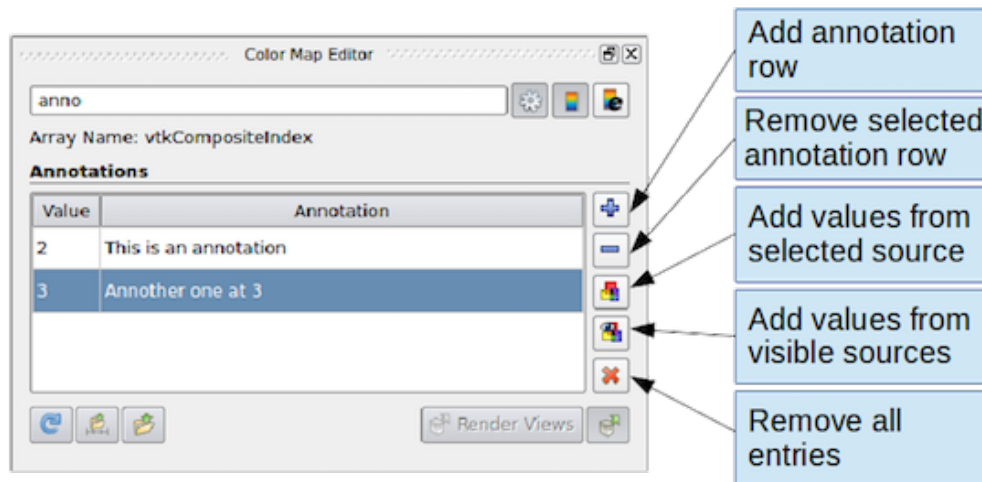 Color Map Editor
anno
Array Name: vtkCompositeIndex
Annotations
Value Annotation
2 This is an annotation
3 Annother one at 3
Render Views
Add annotation
row
Remove selected
annotation row
Add values from
selected source
Add values from
visible sources
Remove all
entries